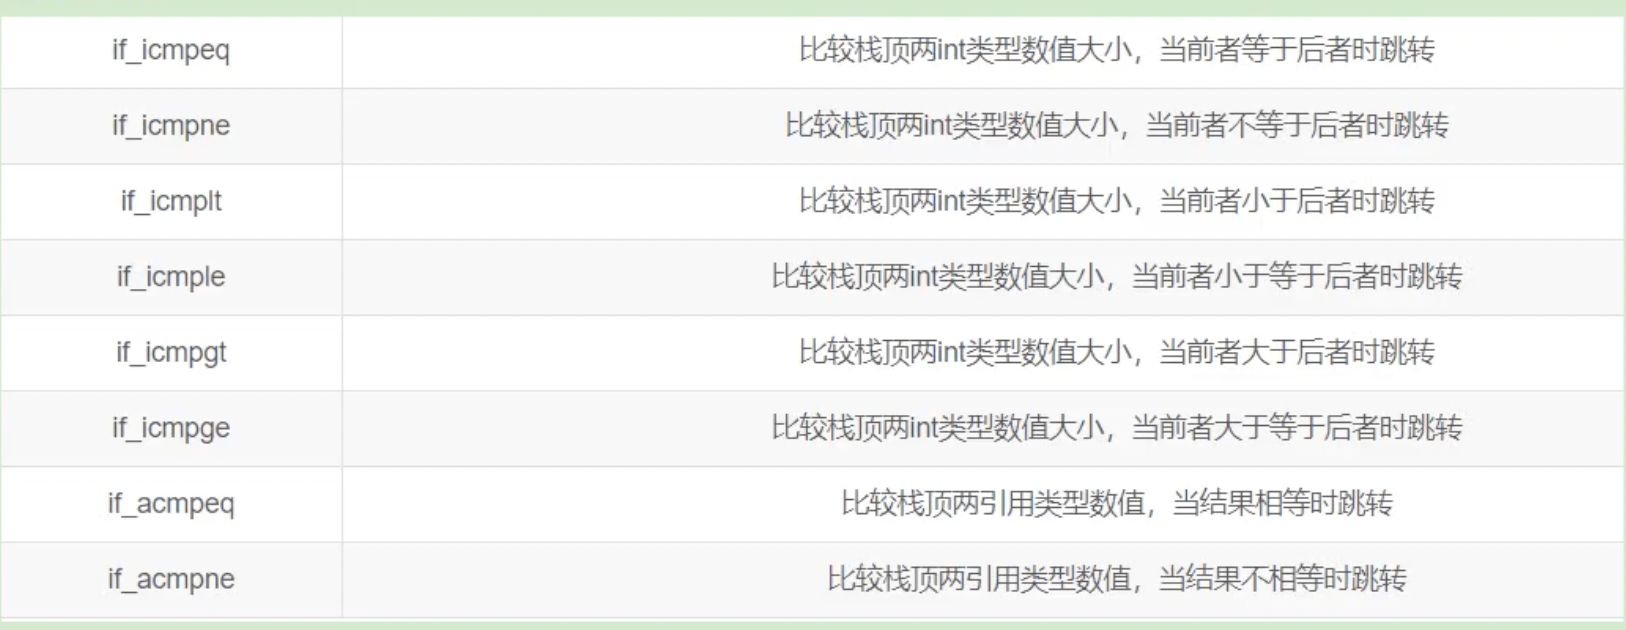 if_icmpeq 比较栈顶两int类型数值大小，当前者等于后者时跳转
if_icmpne 比较栈顶两int类型数值大小，当前者不等于后者时跳转
if_icmplt 比较栈顶两int类型数值大小，当前者小于后者时跳转
if_icmple 比较栈顶两int类型数值大小，当前者小于等于后者时跳转
if_icmpgt 比较栈顶两int类型数值大小，当前者大于后者时跳转
if_icmpge 比较栈顶两int类型数值大小，当前者大于等于后者时跳转
if_acmpeq 比较栈顶两引用类型数值，当结果相等时跳转
if_acmpne 比较栈顶两引用类型数值，当结果不相等时跳转